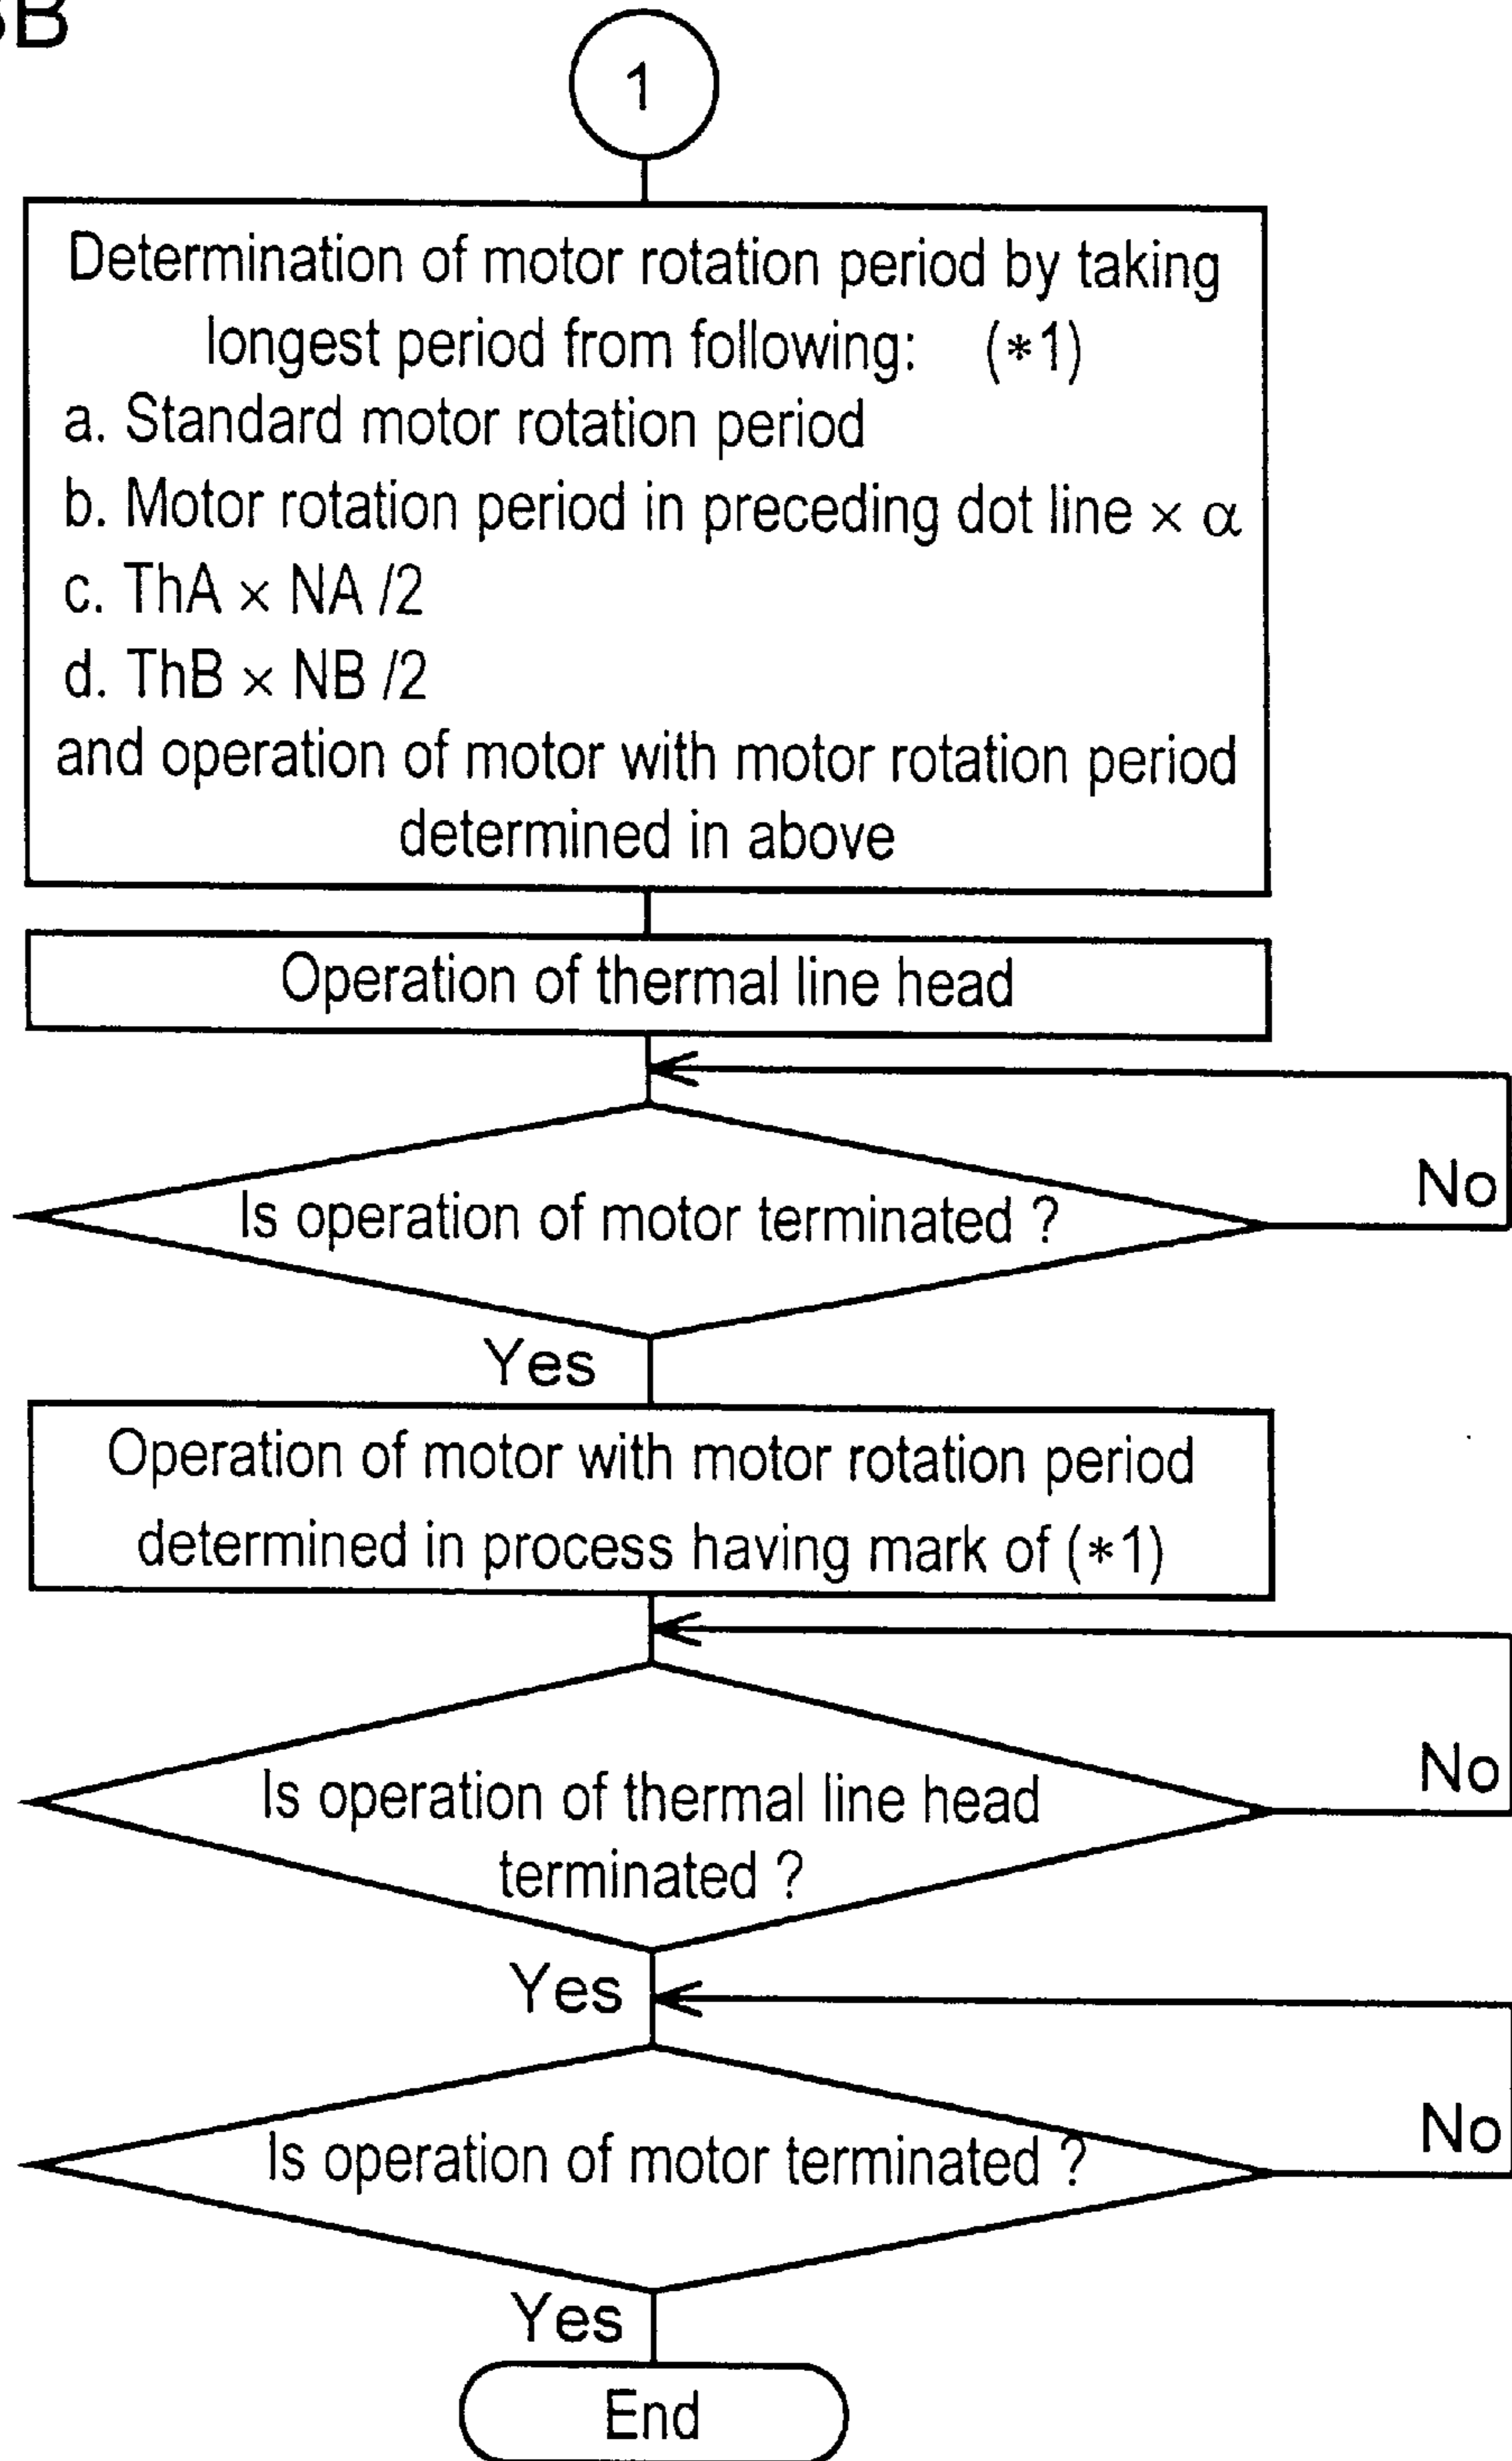 1
Determination of motor rotation period by taking
longest period from following: (*1)
a. Standard motor rotation period
b. Motor rotation period in preceding dot line × α
c. ThA × NA /2
d. ThB × NB /2
and operation of motor with motor rotation period
determined in above
Operation of thermal line head
Is operation of motor terminated ?
No
Yes
Operation of motor with motor rotation period
determined in process having mark of (*1)
Is operation of thermal line head
terminated ?
No
Yes
Is operation of motor terminated ?
No
Yes
End